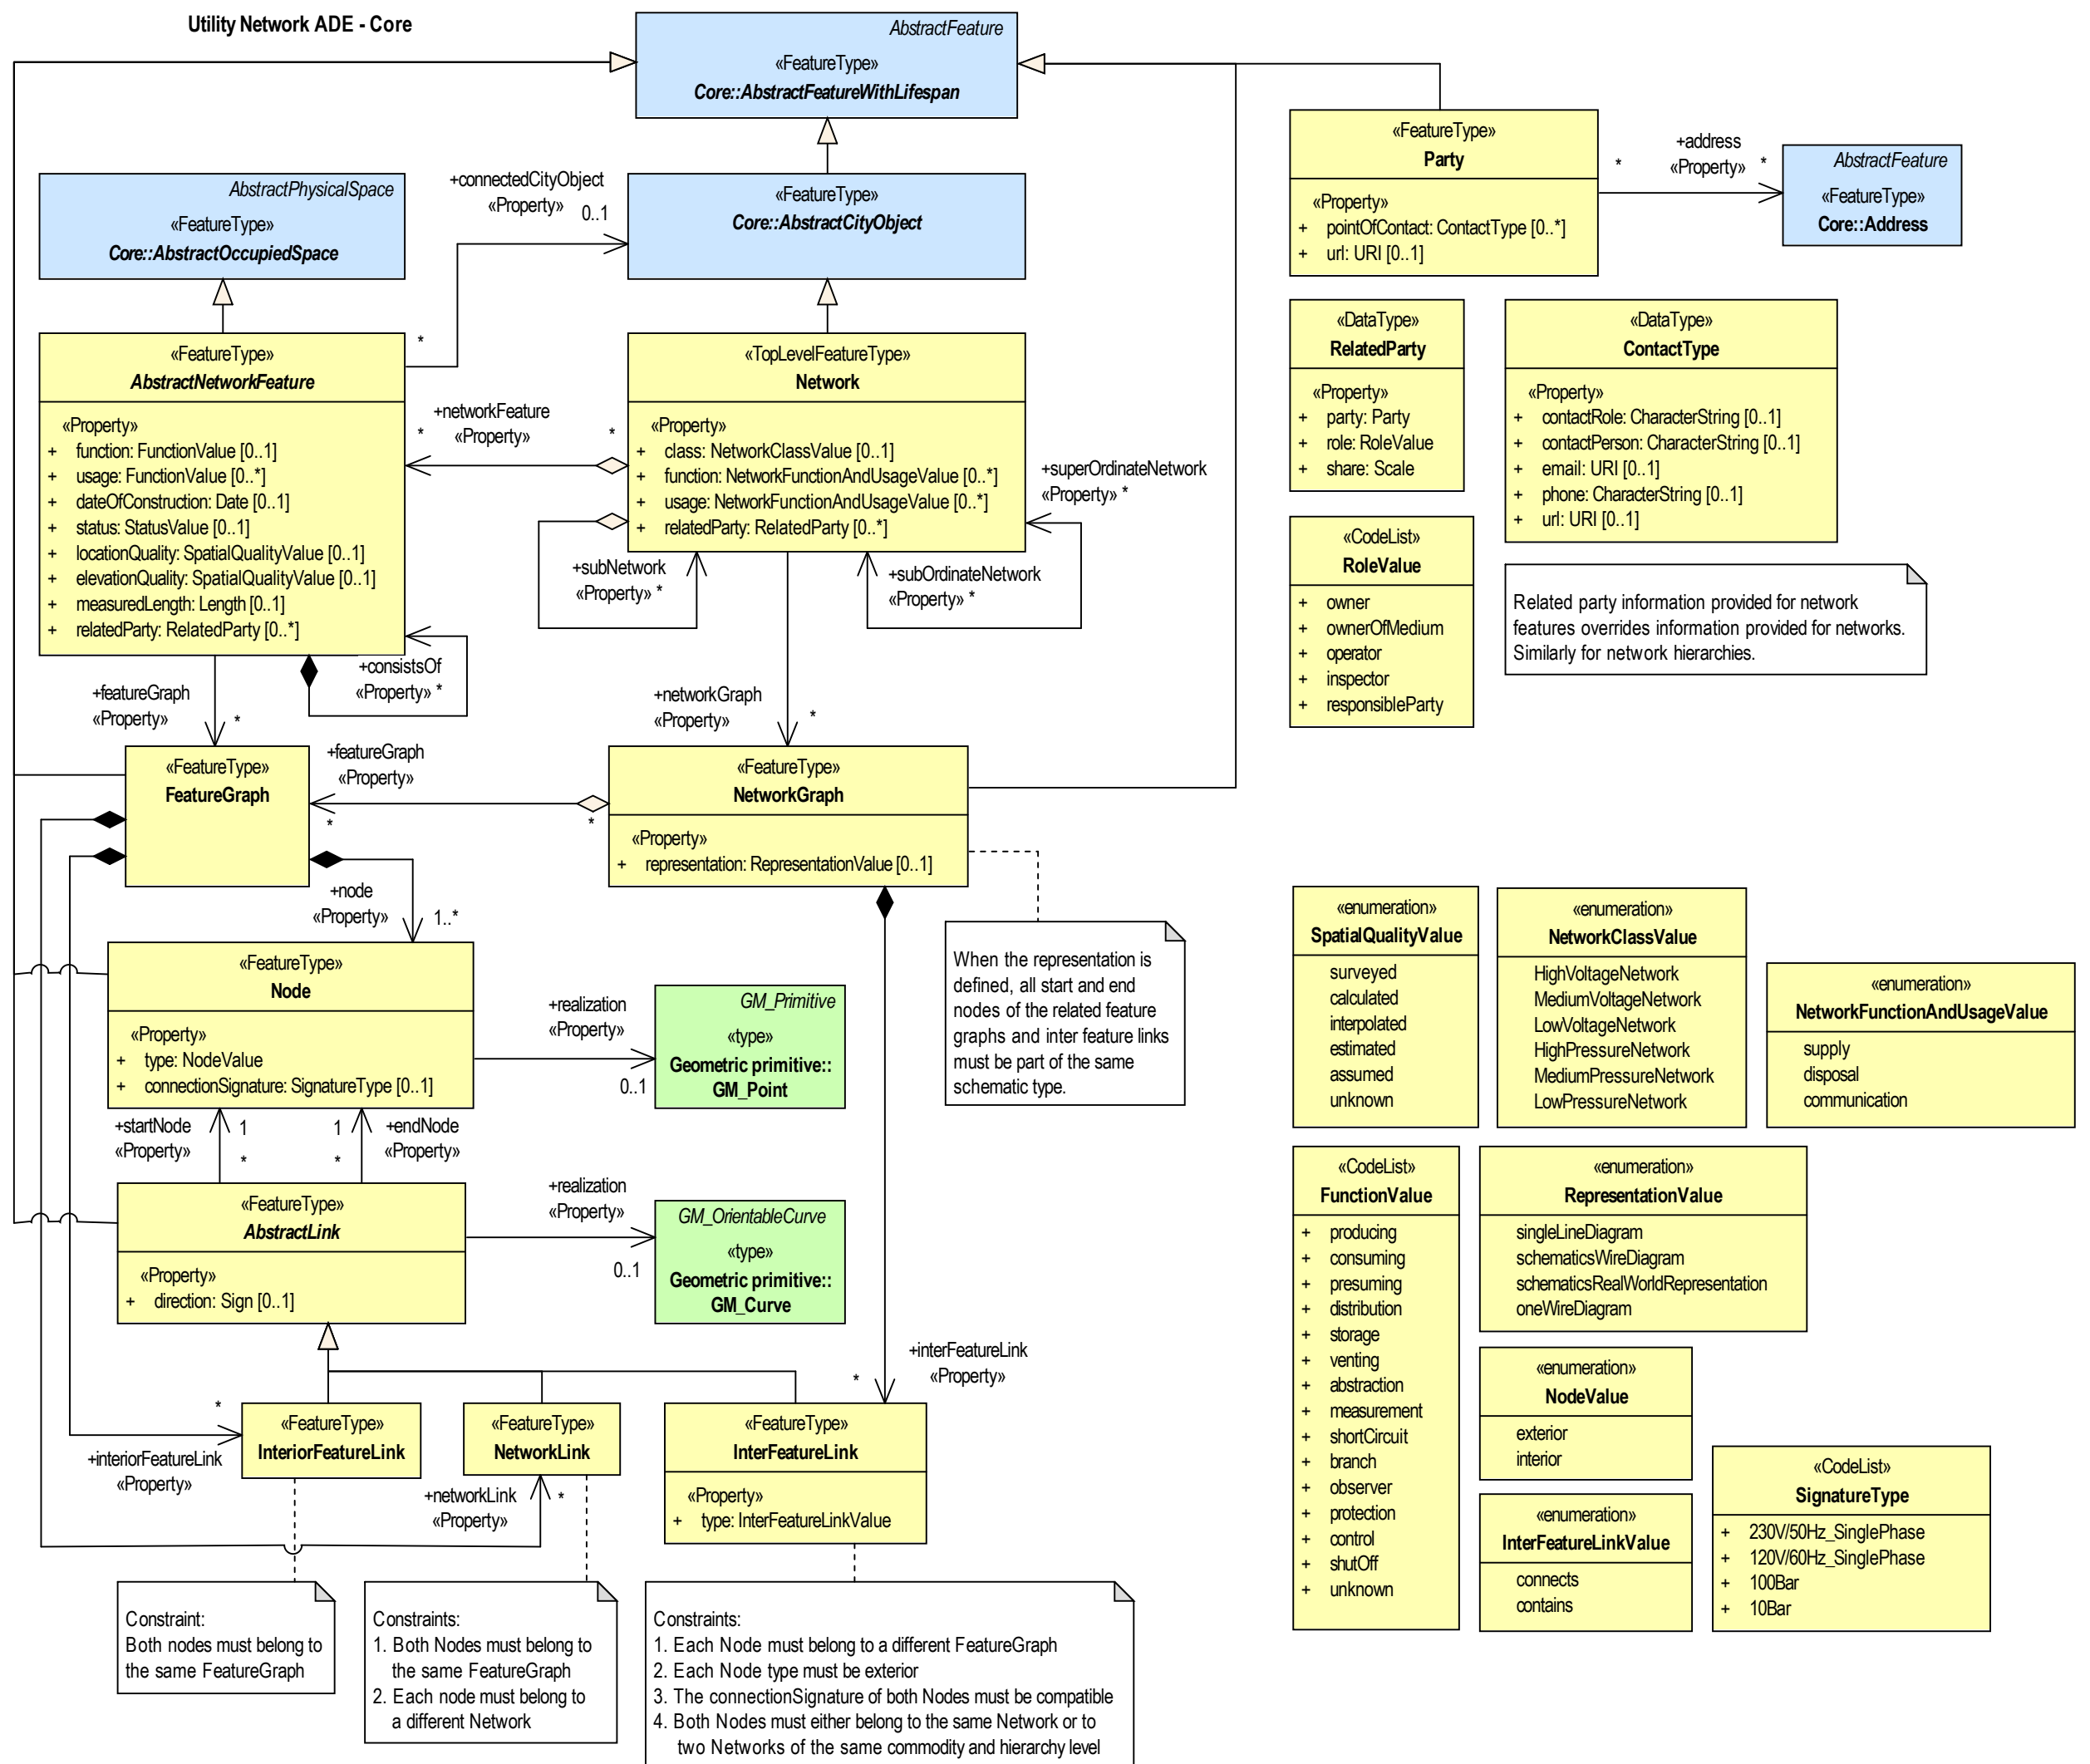 Utility Network ADE - Core
AbstractFeature
«FeatureType»
Core::AbstractFeatureWithLifespan
AbstractPhysicalSpace
«FeatureType»
Core::AbstractOccupiedSpace
+connectedCityObject
«Property»
0..1
*
«FeatureType»
Core::AbstractCityObject
«FeatureType»
Party
«Property»
+ pointOfContact: ContactType [0..*]
+ url: URI [0..1]
*
+address
«Property»
*
AbstractFeature
«FeatureType»
Core::Address
«FeatureType»
AbstractNetworkFeature
«Property»
+ function: FunctionValue [0..1]
+ usage: FunctionValue [0..*]
+ dateOfConstruction: Date [0..1]
+ status: StatusValue [0..1]
+ locationQuality: SpatialQualityValue [0..1]
+ elevationQuality: SpatialQualityValue [0..1]
+ measuredLength: Length [0..1]
+ relatedParty: RelatedParty [0..*]
+networkFeature
«Property»
*
*
«TopLevelFeatureType»
Network
«Property»
+ class: NetworkClassValue [0..1]
+ function: NetworkFunctionAndUsageValue [0..*]
+ usage: NetworkFunctionAndUsageValue [0..*]
+ relatedParty: RelatedParty [0..*]
+superOrdinateNetwork
«Property» *
+subNetwork
«Property» *
+subOrdinateNetwork
«Property» *
«DataType»
RelatedParty
«Property»
+ party: Party
+ role: RoleValue
+ share: Scale
«DataType»
ContactType
«Property»
+ contactRole: CharacterString [0..1]
+ contactPerson: CharacterString [0..1]
+ email: URI [0..1]
+ phone: CharacterString [0..1]
+ url: URI [0..1]
«CodeList»
RoleValue
+ owner
+ ownerOfMedium
+ operator
+ inspector
+ responsibleParty
Related party information provided for network
features overrides information provided for networks.
Similarly for network hierarchies.
+consistsOf
«Property» *
+featureGraph
«Property»
*
+networkGraph
«Property»
*
«FeatureType»
FeatureGraph
+featureGraph
«Property»
*
*
«FeatureType»
NetworkGraph
«Property»
+ representation: RepresentationValue [0..1]
+node
«Property»
1..*
When the representation is
defined, all start and end
nodes of the related feature
graphs and inter feature links
must be part of the same
schematic type.
«FeatureType»
Node
«Property»
+ type: NodeValue
+ connectionSignature: SignatureType [0..1]
+realization
«Property»
0..1
GM_Primitive
«type»
Geometric primitive::
GM_Point
+startNode
«Property»
1
*
1
*
+endNode
«Property»
«FeatureType»
AbstractLink
«Property»
+ direction: Sign [0..1]
+realization
«Property»
0..1
GM_OrientableCurve
«type»
Geometric primitive::
GM_Curve
+interFeatureLink
«Property»
*
*
+interiorFeatureLink
«Property»
«FeatureType»
InteriorFeatureLink
«FeatureType»
NetworkLink
+networkLink
«Property»
*
«FeatureType»
InterFeatureLink
«Property»
+ type: InterFeatureLinkValue
Constraint:
Both nodes must belong to
the same FeatureGraph
Constraints:
1. Both Nodes must belong to
the same FeatureGraph
2. Each node must belong to
a different Network
Constraints:
1. Each Node must belong to a different FeatureGraph
2. Each Node type must be exterior
3. The connectionSignature of both Nodes must be compatible
4. Both Nodes must either belong to the same Network or to
two Networks of the same commodity and hierarchy level
«enumeration»
SpatialQualityValue
surveyed
calculated
interpolated
estimated
assumed
unknown
«enumeration»
NetworkClassValue
HighVoltageNetwork
MediumVoltageNetwork
LowVoltageNetwork
HighPressureNetwork
MediumPressureNetwork
LowPressureNetwork
«enumeration»
NetworkFunctionAndUsageValue
supply
disposal
communication
«CodeList»
FunctionValue
+ producing
+ consuming
+ presuming
+ distribution
+ storage
+ venting
+ abstraction
+ measurement
+ shortCircuit
+ branch
+ observer
+ protection
+ control
+ shutOff
+ unknown
«enumeration»
RepresentationValue
singleLineDiagram
schematicsWireDiagram
schematicsRealWorldRepresentation
oneWireDiagram
«enumeration»
NodeValue
exterior
interior
«enumeration»
InterFeatureLinkValue
connects
contains
«CodeList»
SignatureType
+ 230V/50Hz_SinglePhase
+ 120V/60Hz_SinglePhase
+ 100Bar
+ 10Bar